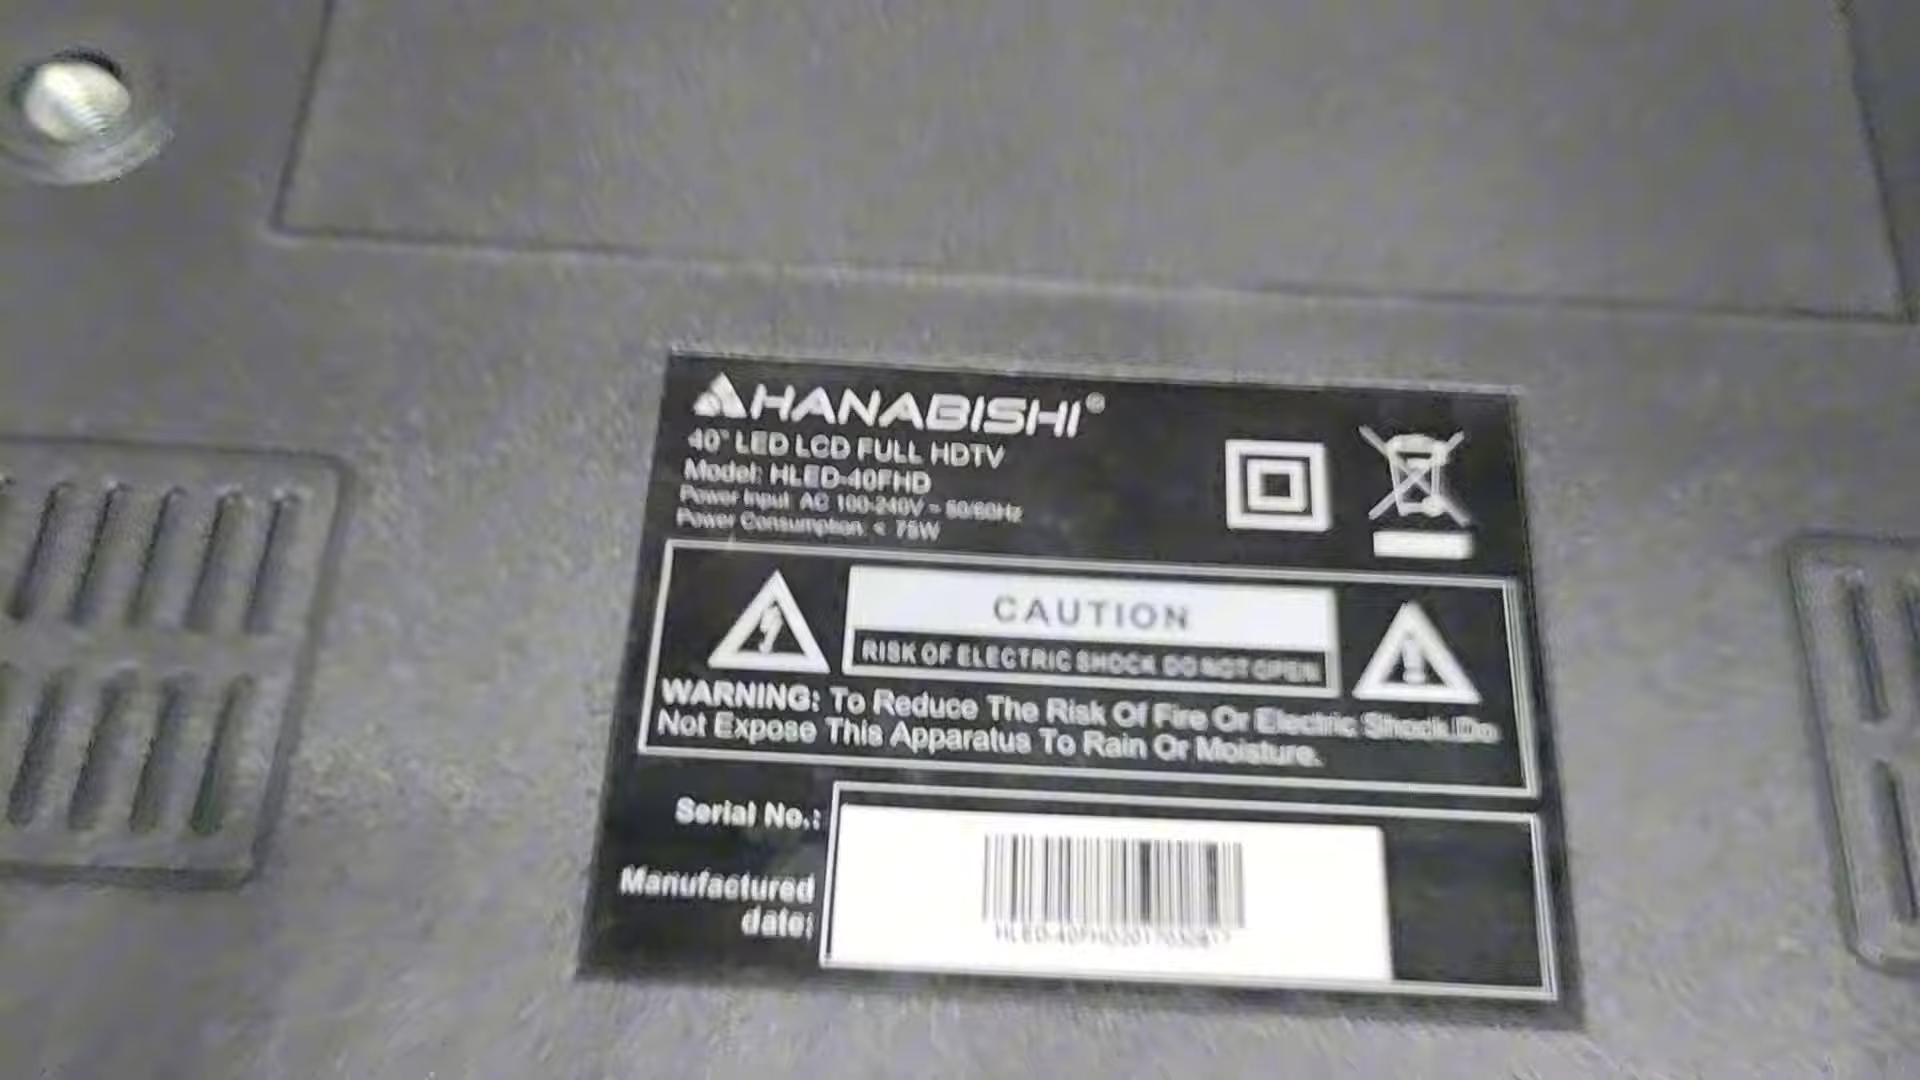 HANABISHI®
40" LED LCD FULL HDTV
Model: HLED-40FHD
Power Input: AC 100-240V ~ 50/60Hz
Power Consumption: < 75W
CAUTION
RISK OF ELECTRIC SHOCK DO NOT OPEN
WARNING: To Reduce The Risk Of Fire Or Electric Shock Do
Not Expose This Apparatus To Rain Or Moisture.
Serial No.:
Manufactured
date: